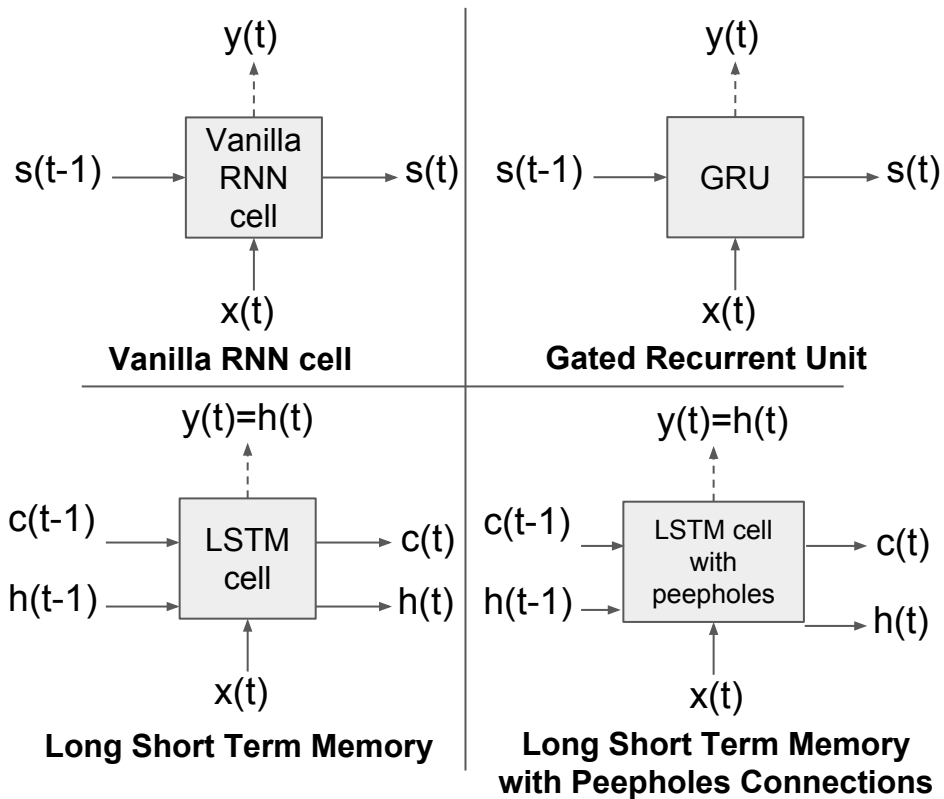 y(t)
s(t-1)
Vanilla
RNN
cell
s(t)
x(t)
Vanilla RNN cell
y(t)
s(t-1)
GRU
s(t)
x(t)
Gated Recurrent Unit
y(t)=h(t)
c(t-1)
h(t-1)
LSTM
cell
c(t)
h(t)
x(t)
Long Short Term Memory
y(t)=h(t)
c(t-1)
h(t-1)
LSTM cell
with
peepholes
c(t)
h(t)
x(t)
Long Short Term Memory
with Peepholes Connections